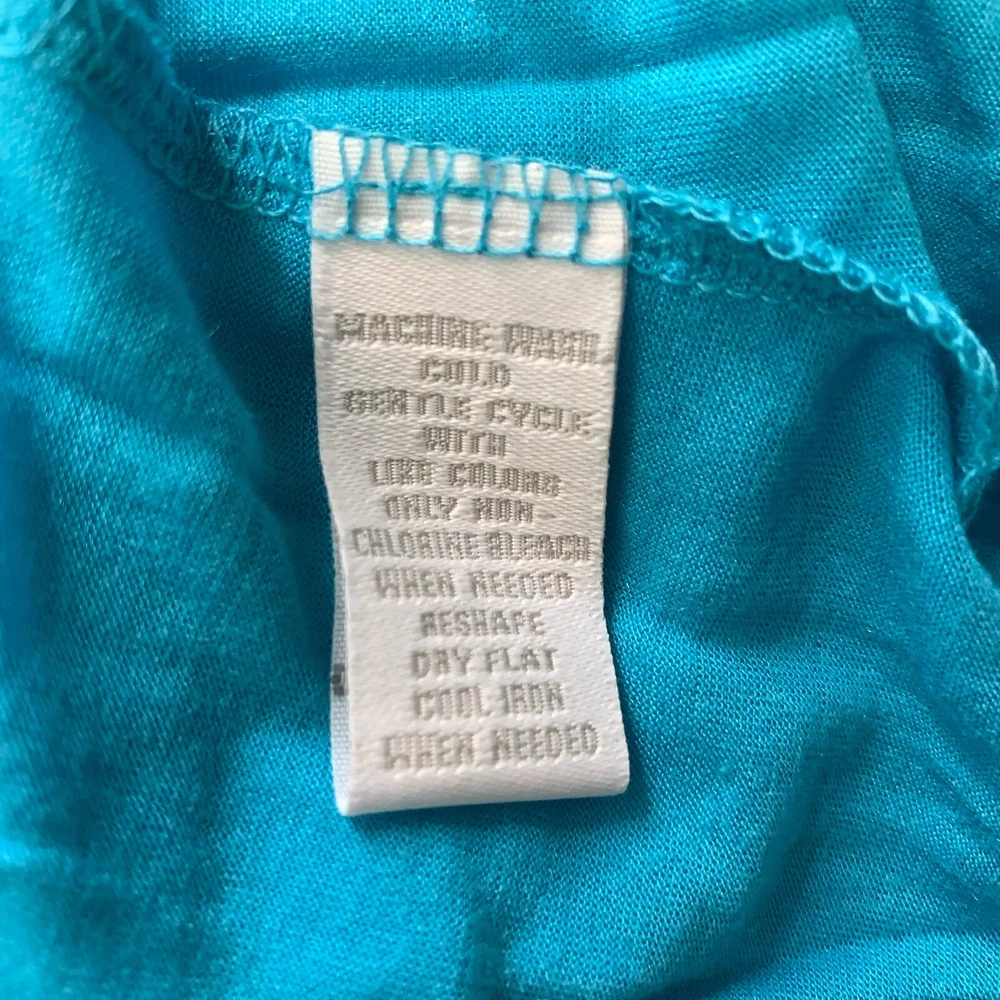 MACHINE WASH
COLD
GENTLE CYCLE
WITH
LIKE COLORS
ONLY NON-
CHLORINE BLEACH
WHEN NEEDED
RESHAPE
DRY FLAT
COOL IRON
WHEN NEEDED